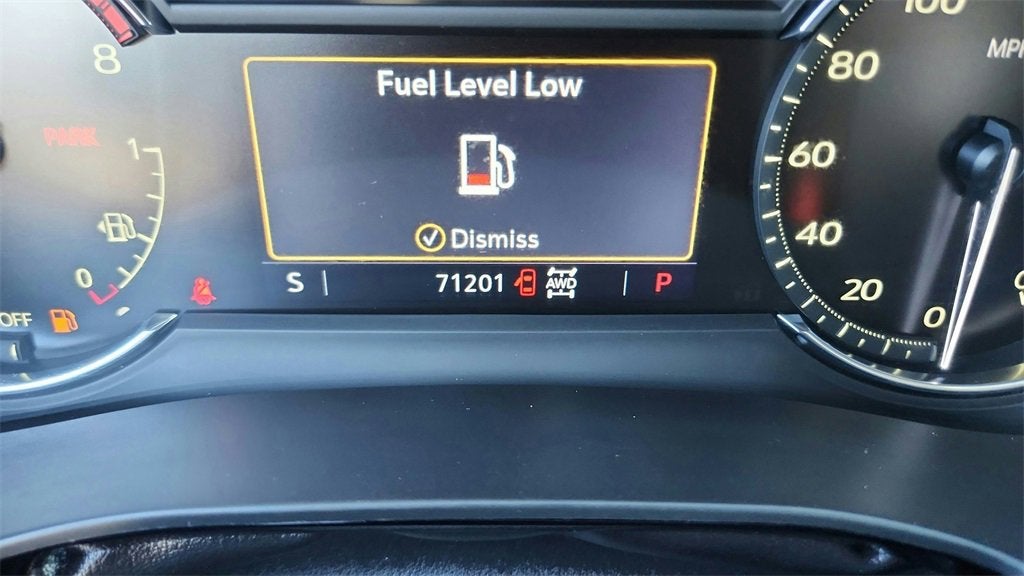 100
MPH
8
80
Fuel Level Low
PARK
1
60
40
Dismiss
0
S
71201
AWD
P
20
OFF
0